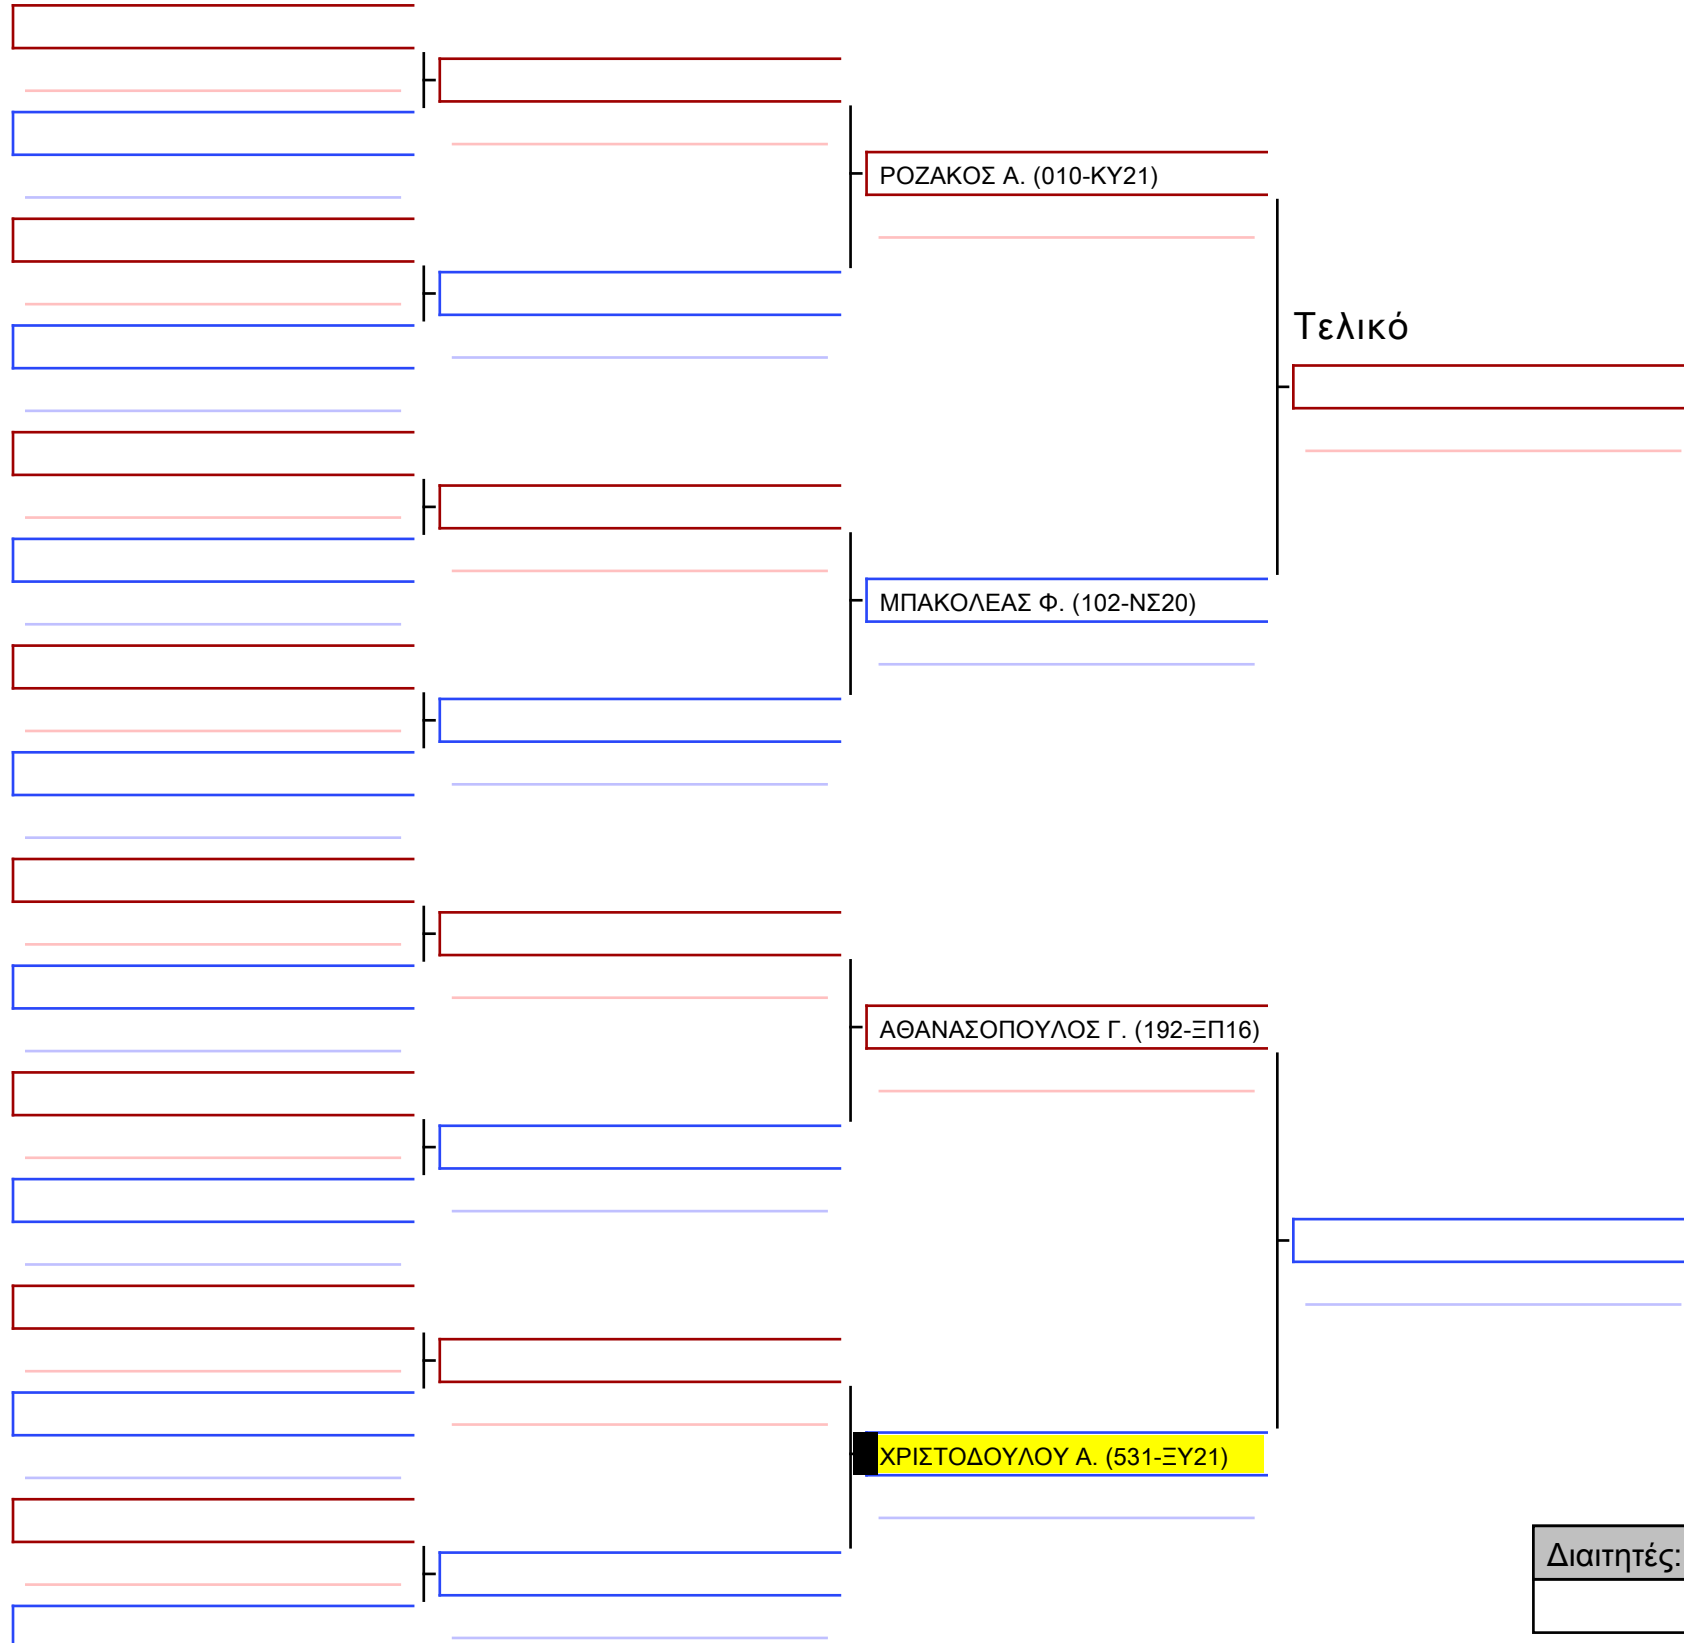 ΡΟΖΑΚΟΣ Α. (010-ΚΥ21)
Τελικό
ΜΠΑΚΟΛΕΑΣ Φ. (102-ΝΣ20)
ΑΘΑΝΑΣΟΠΟΥΛΟΣ Γ. (192-ΞΠ16)
ΧΡΙΣΤΟΔΟΥΛΟΥ Α. (531-ΞΥ21)
Διαιτητές: